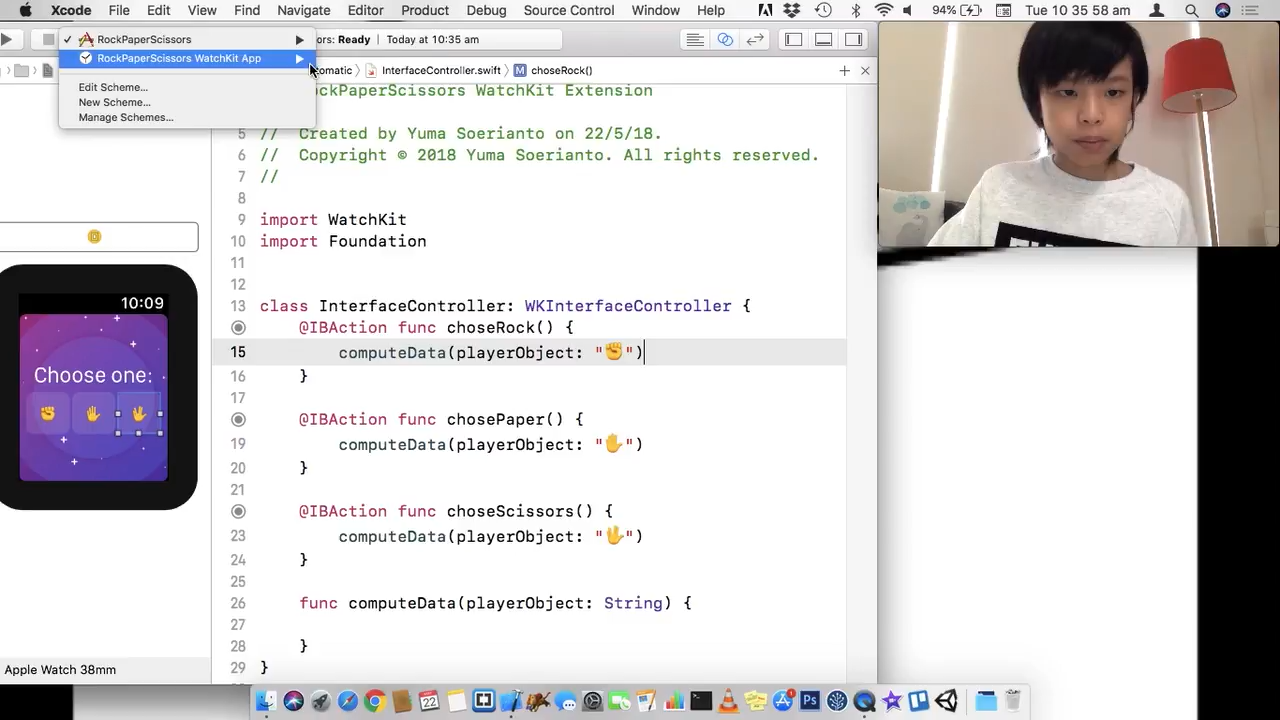 Xcode File Edit View Find Navigate Editor Product Debug Source Control Window Help 94% Tue 10 35 58 am
✓ RockPaperScissors
ors: Ready | Today at 10:35 am
RockPaperScissors WatchKit App
omatic InterfaceController.swift M choseRock()
Edit Scheme...
New Scheme...
Manage Schemes...
ockPaperScissors WatchKit Extension
5 // Created by Yuma Soerianto on 22/5/18.
6 // Copyright © 2018 Yuma Soerianto. All rights reserved.
7 //
8
9 import WatchKit
10 import Foundation
11
12
13 class InterfaceController: WKInterfaceController {
@IBAction func choseRock() {
15 computeData(playerObject: "✊")
16 }
17
@IBAction func chosePaper() {
19 computeData(playerObject: "✋")
20 }
21
@IBAction func choseScissors() {
23 computeData(playerObject: "🖖")
24 }
25
26 func computeData(playerObject: String) {
28 }
29 }
10:09
Choose one:
Apple Watch 38mm